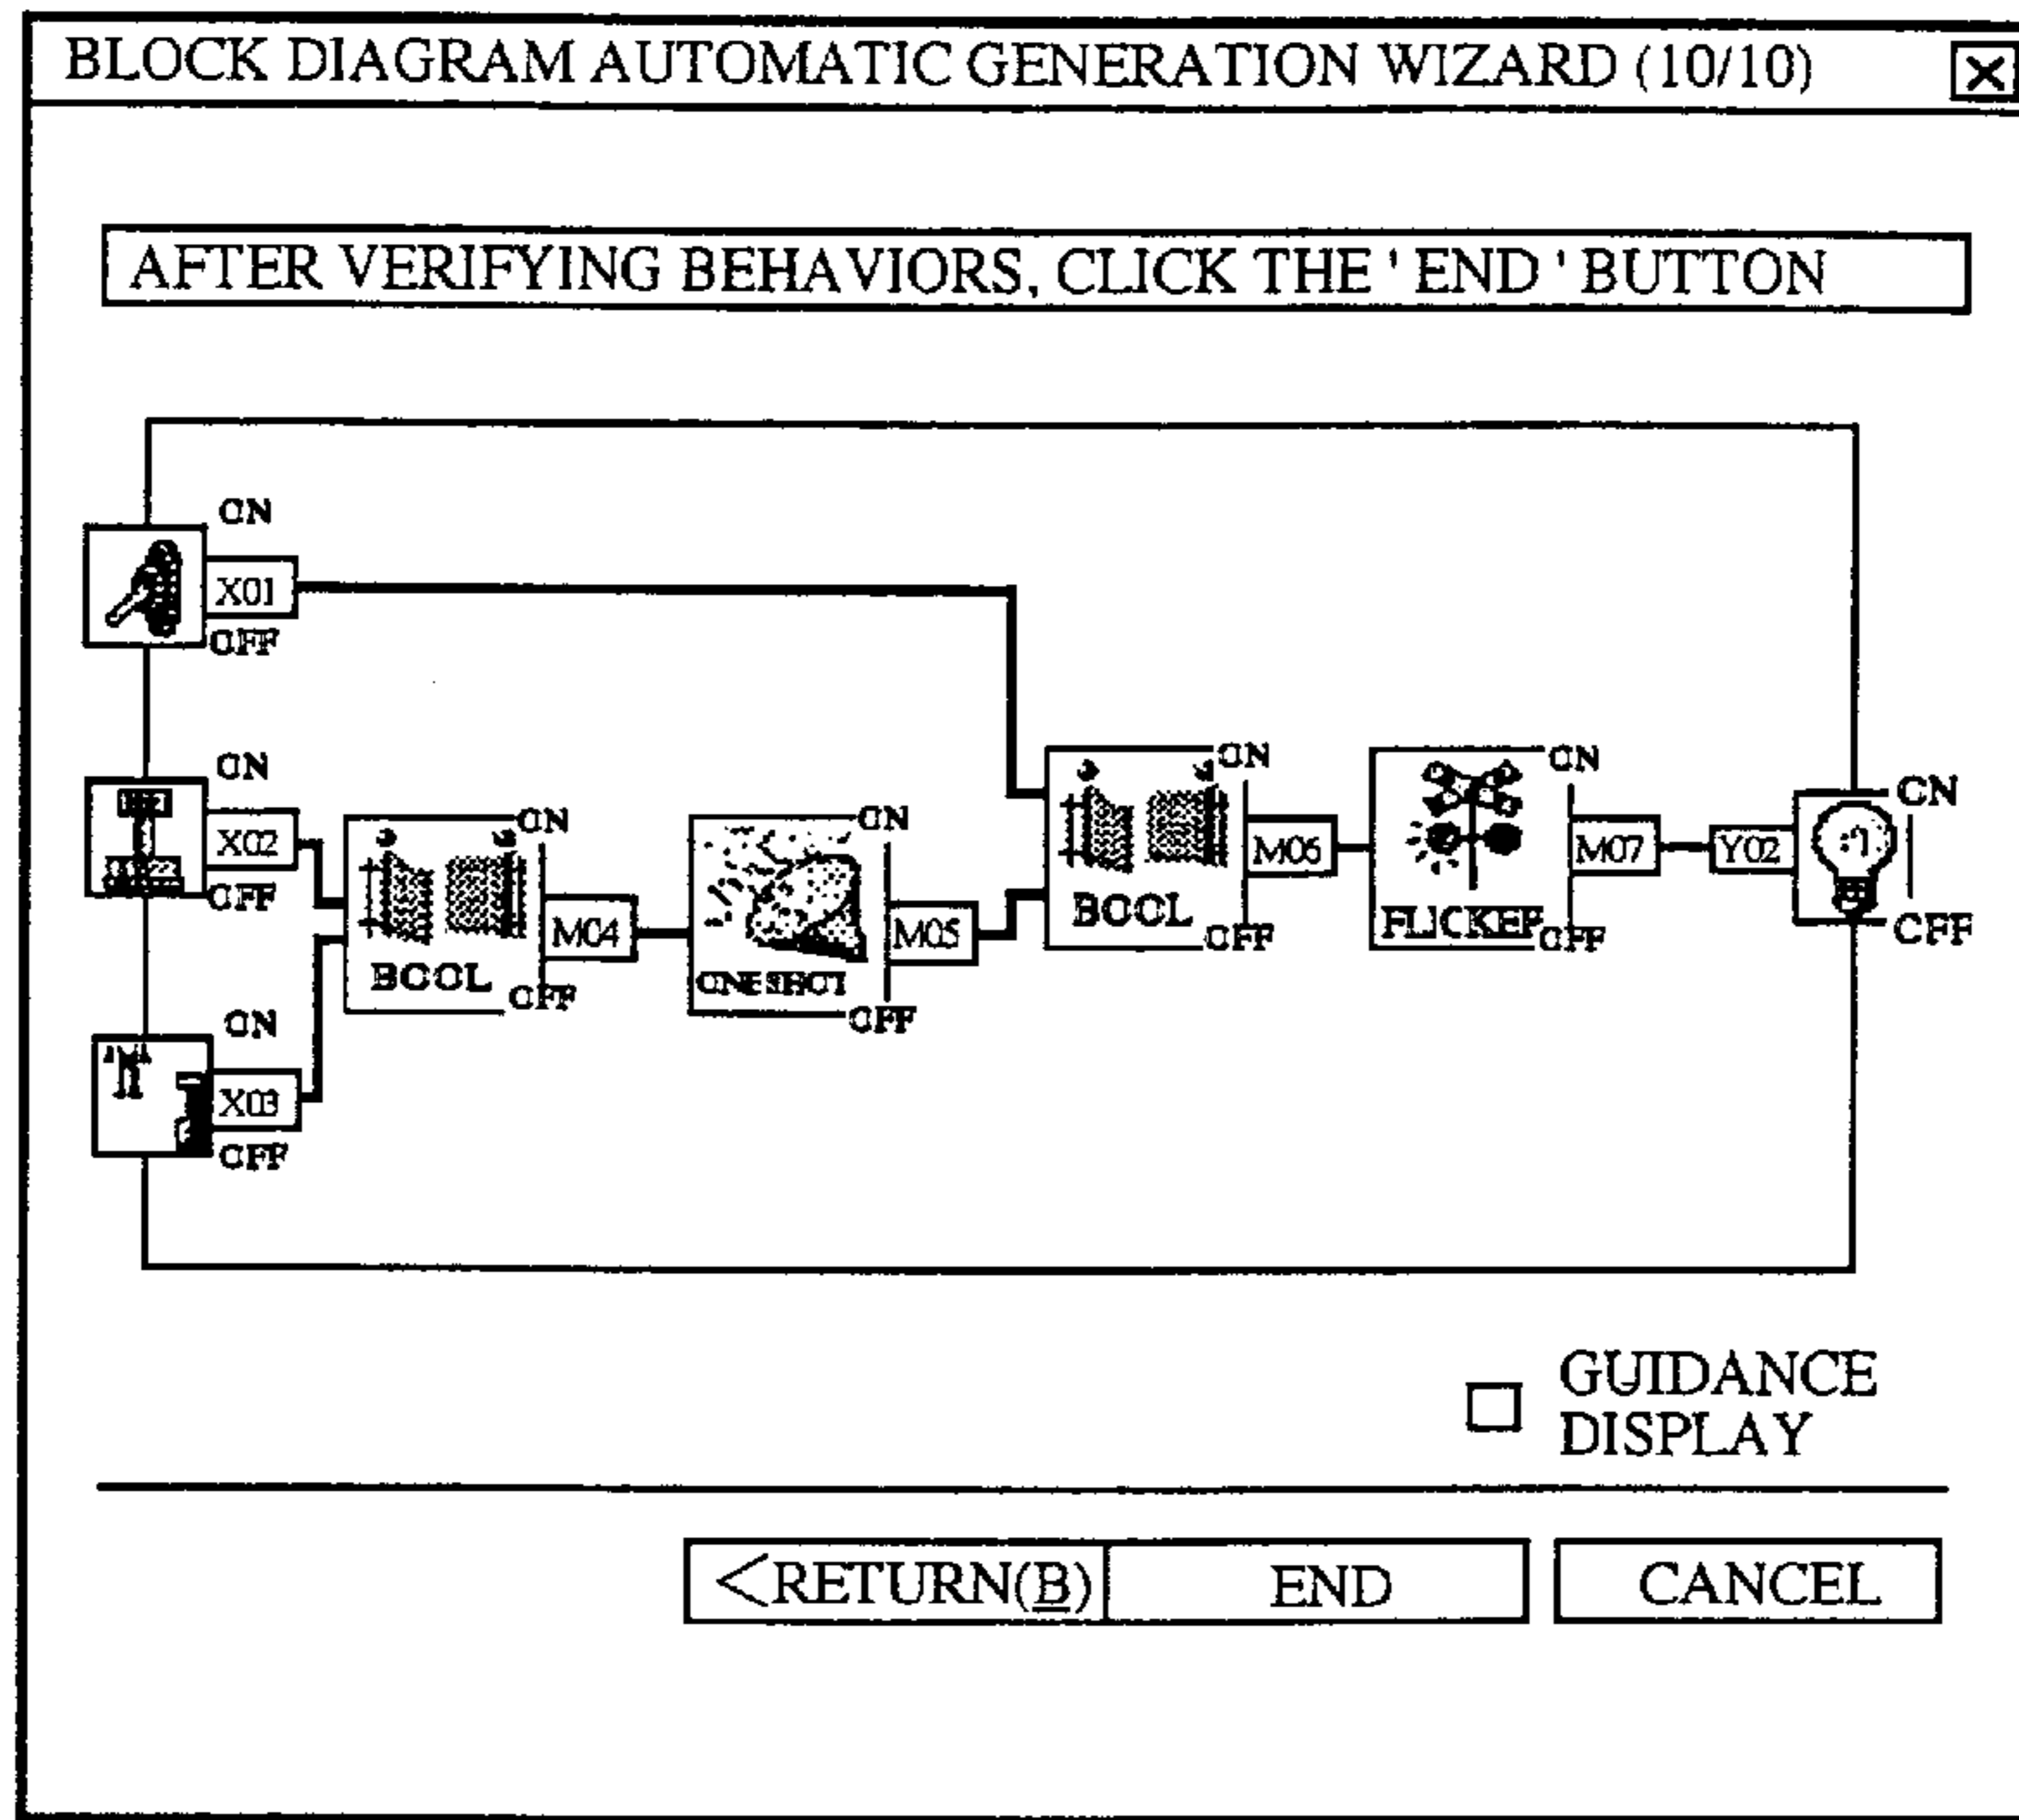 BLOCK DIAGRAM AUTOMATIC GENERATION WIZARD (10/10)
AFTER VERIFYING BEHAVIORS, CLICK THE ' END ' BUTTON
ON
X01
OFF
ON
X02
OFF
ON
X03
OFF
ON
BOOL
M04
OFF
ON
ONESHOT
M05
OFF
ON
BOOL
M06
OFF
ON
FLICKER
M07
OFF
Y02
ON
OFF
GUIDANCE
DISPLAY
<RETURN(B)
END
CANCEL